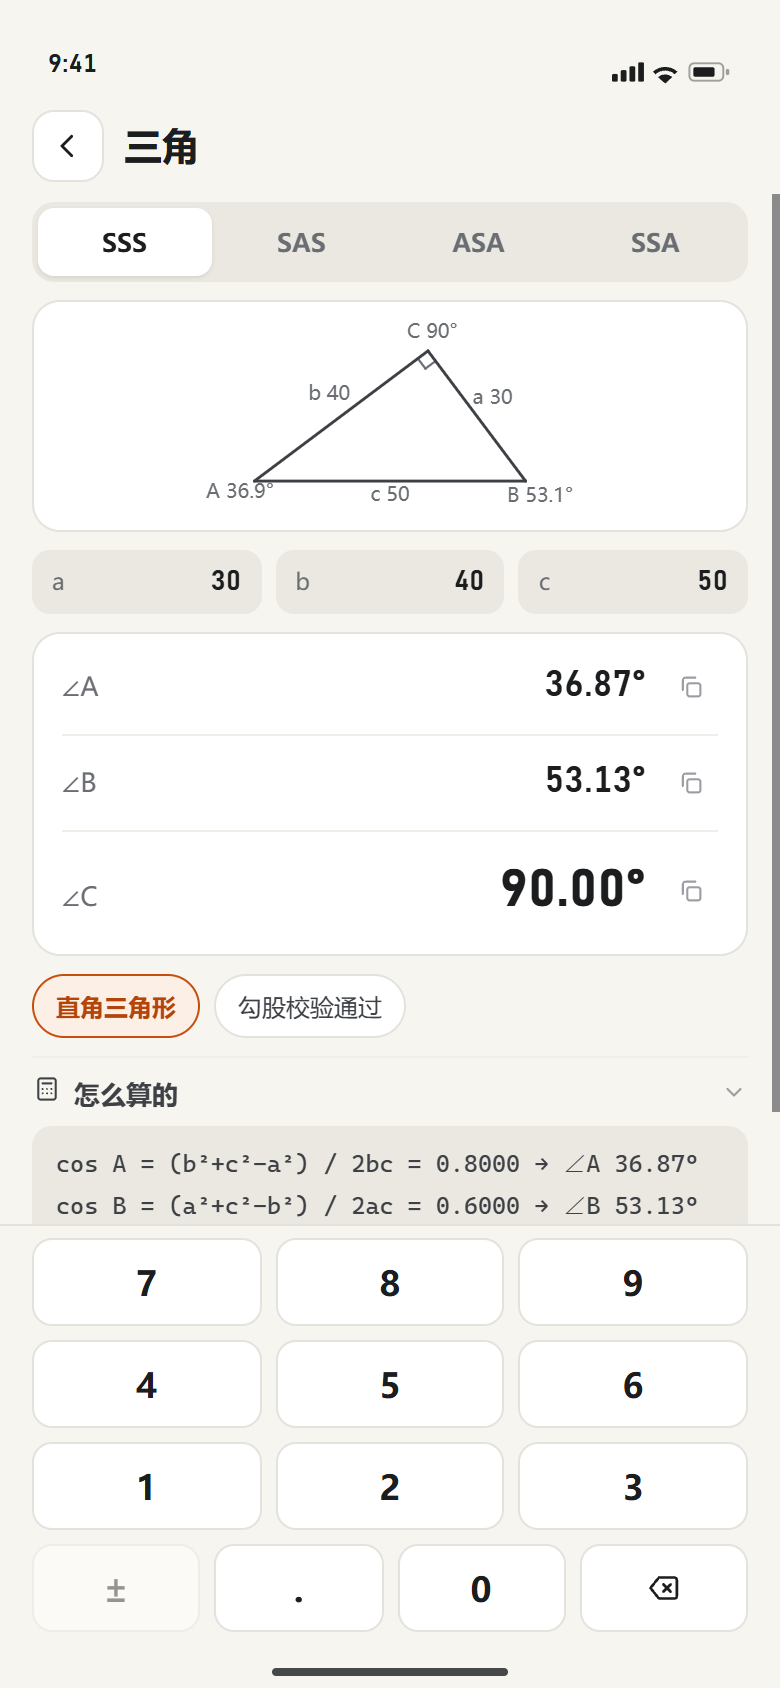 9:41
三角
SSS SAS ASA SSA
C 90°
b 40
a 30
A 36.9°
c 50
B 53.1°
a 30
b 40
c 50
∠A 36.87°
∠B 53.13°
∠C 90.00°
直角三角形 勾股校验通过
怎么算的
cos A = (b²+c²−a²) / 2bc = 0.8000 → ∠A 36.87°
cos B = (a²+c²−b²) / 2ac = 0.6000 → ∠B 53.13°
7 8 9
4 5 6
1 2 3
± . 0